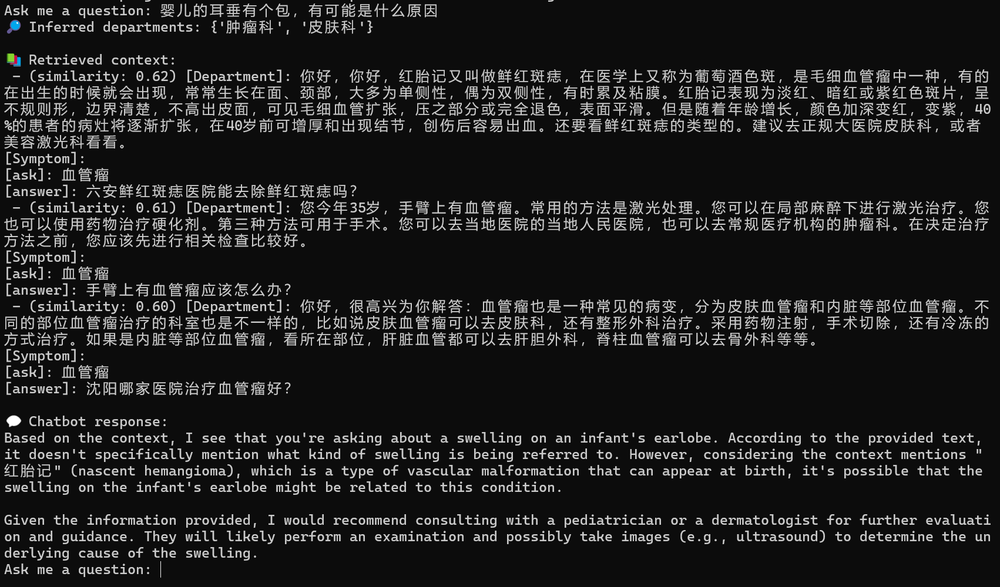 Ask me a question: 婴儿的耳垂有个包，有可能是什么原因
🔎 Inferred departments: {'肿瘤科', '皮肤科'}
📚 Retrieved context:
 - (similarity: 0.62) [Department]: 你好，你好，红胎记又叫做鲜红斑痣，在医学上又称为葡萄酒色斑，是毛细血管瘤中一种，有的
在出生的时候就会出现，常常生长在面、颈部，大多为单侧性，偶为双侧性，有时累及粘膜。红胎记表现为淡红、暗红或紫红色斑片，呈
不规则形，边界清楚，不高出皮面，可见毛细血管扩张，压之部分或完全退色，表面平滑。但是随着年龄增长，颜色加深变红，变紫，40
%的患者的病灶将逐渐扩张，在40岁前可增厚和出现结节，创伤后容易出血。还要看鲜红斑痣的类型的。建议去正规大医院皮肤科，或者
美容激光科看看。
[Symptom]:
[ask]: 血管瘤
[answer]: 六安鲜红斑痣医院能去除鲜红斑痣吗？
 - (similarity: 0.61) [Department]: 您今年35岁，手臂上有血管瘤。常用的方法是激光处理。您可以在局部麻醉下进行激光治疗。您
也可以使用药物治疗硬化剂。第三种方法可用于手术。您可以去当地医院的当地人民医院，也可以去常规医疗机构的肿瘤科。在决定治疗
方法之前，您应该先进行相关检查比较好。
[Symptom]:
[ask]: 血管瘤
[answer]: 手臂上有血管瘤应该怎么办？
 - (similarity: 0.60) [Department]: 你好，很高兴为你解答：血管瘤也是一种常见的病变，分为皮肤血管瘤和内脏等部位血管瘤。不
同的部位血管瘤治疗的科室也是不一样的，比如说皮肤血管瘤可以去皮肤科，还有整形外科治疗。采用药物注射，手术切除，还有冷冻的
方式治疗。如果是内脏等部位血管瘤，看所在部位，肝脏血管都可以去肝胆外科，脊柱血管瘤可以去骨外科等等。
[Symptom]:
[ask]: 血管瘤
[answer]: 沈阳哪家医院治疗血管瘤好？
💬 Chatbot response:
Based on the context, I see that you're asking about a swelling on an infant's earlobe. According to the provided text,
it doesn't specifically mention what kind of swelling is being referred to. However, considering the context mentions "
红胎记" (nascent hemangioma), which is a type of vascular malformation that can appear at birth, it's possible that the
swelling on the infant's earlobe might be related to this condition.
Given the information provided, I would recommend consulting with a pediatrician or a dermatologist for further evaluati
on and guidance. They will likely perform an examination and possibly take images (e.g., ultrasound) to determine the un
derlying cause of the swelling.
Ask me a question: